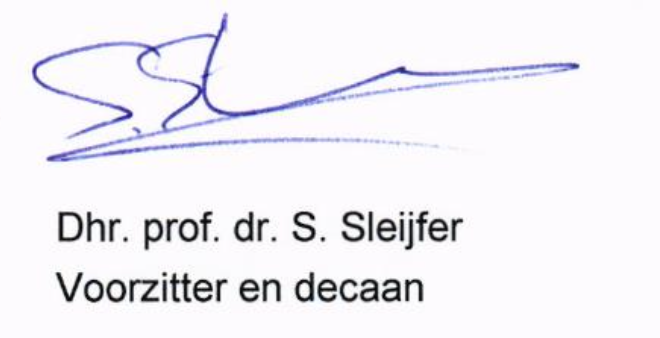 Dhr. prof. dr. S. Sleijfer
Voorzitter en decaan